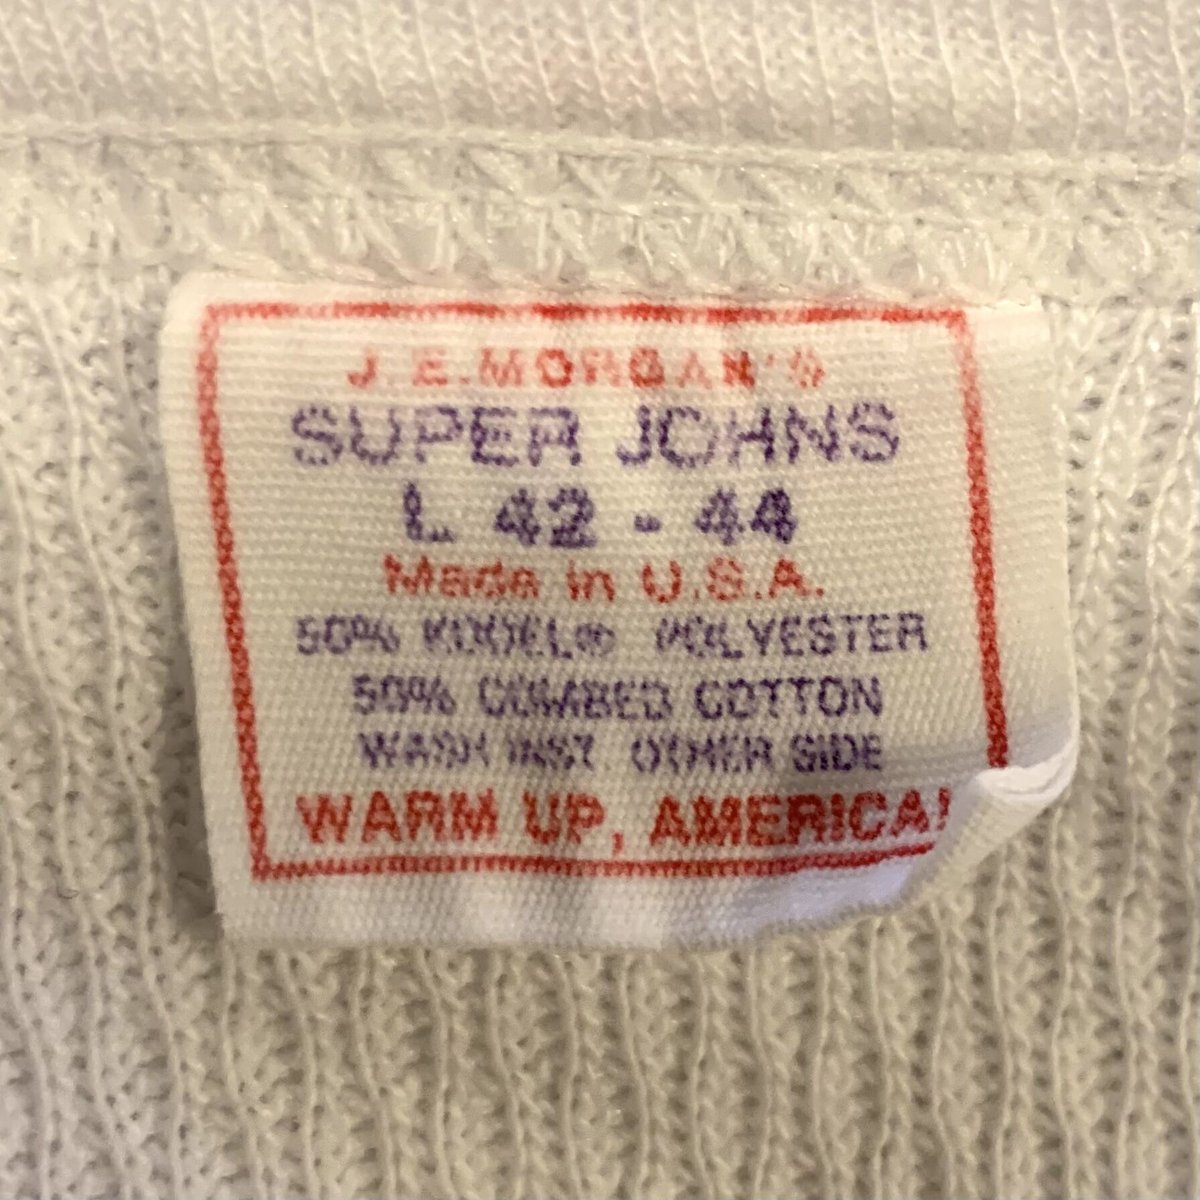 J.E.MORGAN'S
SUPER JOHNS
L 42 - 44
Made in U.S.A.
50% KODEL® POLYESTER
50% COMBED COTTON
WASH INST. OTHER SIDE
WARM UP, AMERICA!